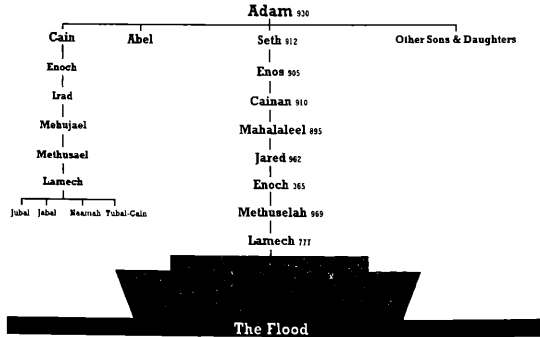 Adam 930
Cain Abel Seth 912 Other Sons & Daughters
Enoch Enos 905
Irad Cainan 910
Mehujael Mahalaleel 895
Methusael Jared 962
Lamech Enoch 365
Jubal Jabal Naamah Tubal-Cain Methuselah 969
Lamech 777
The Flood